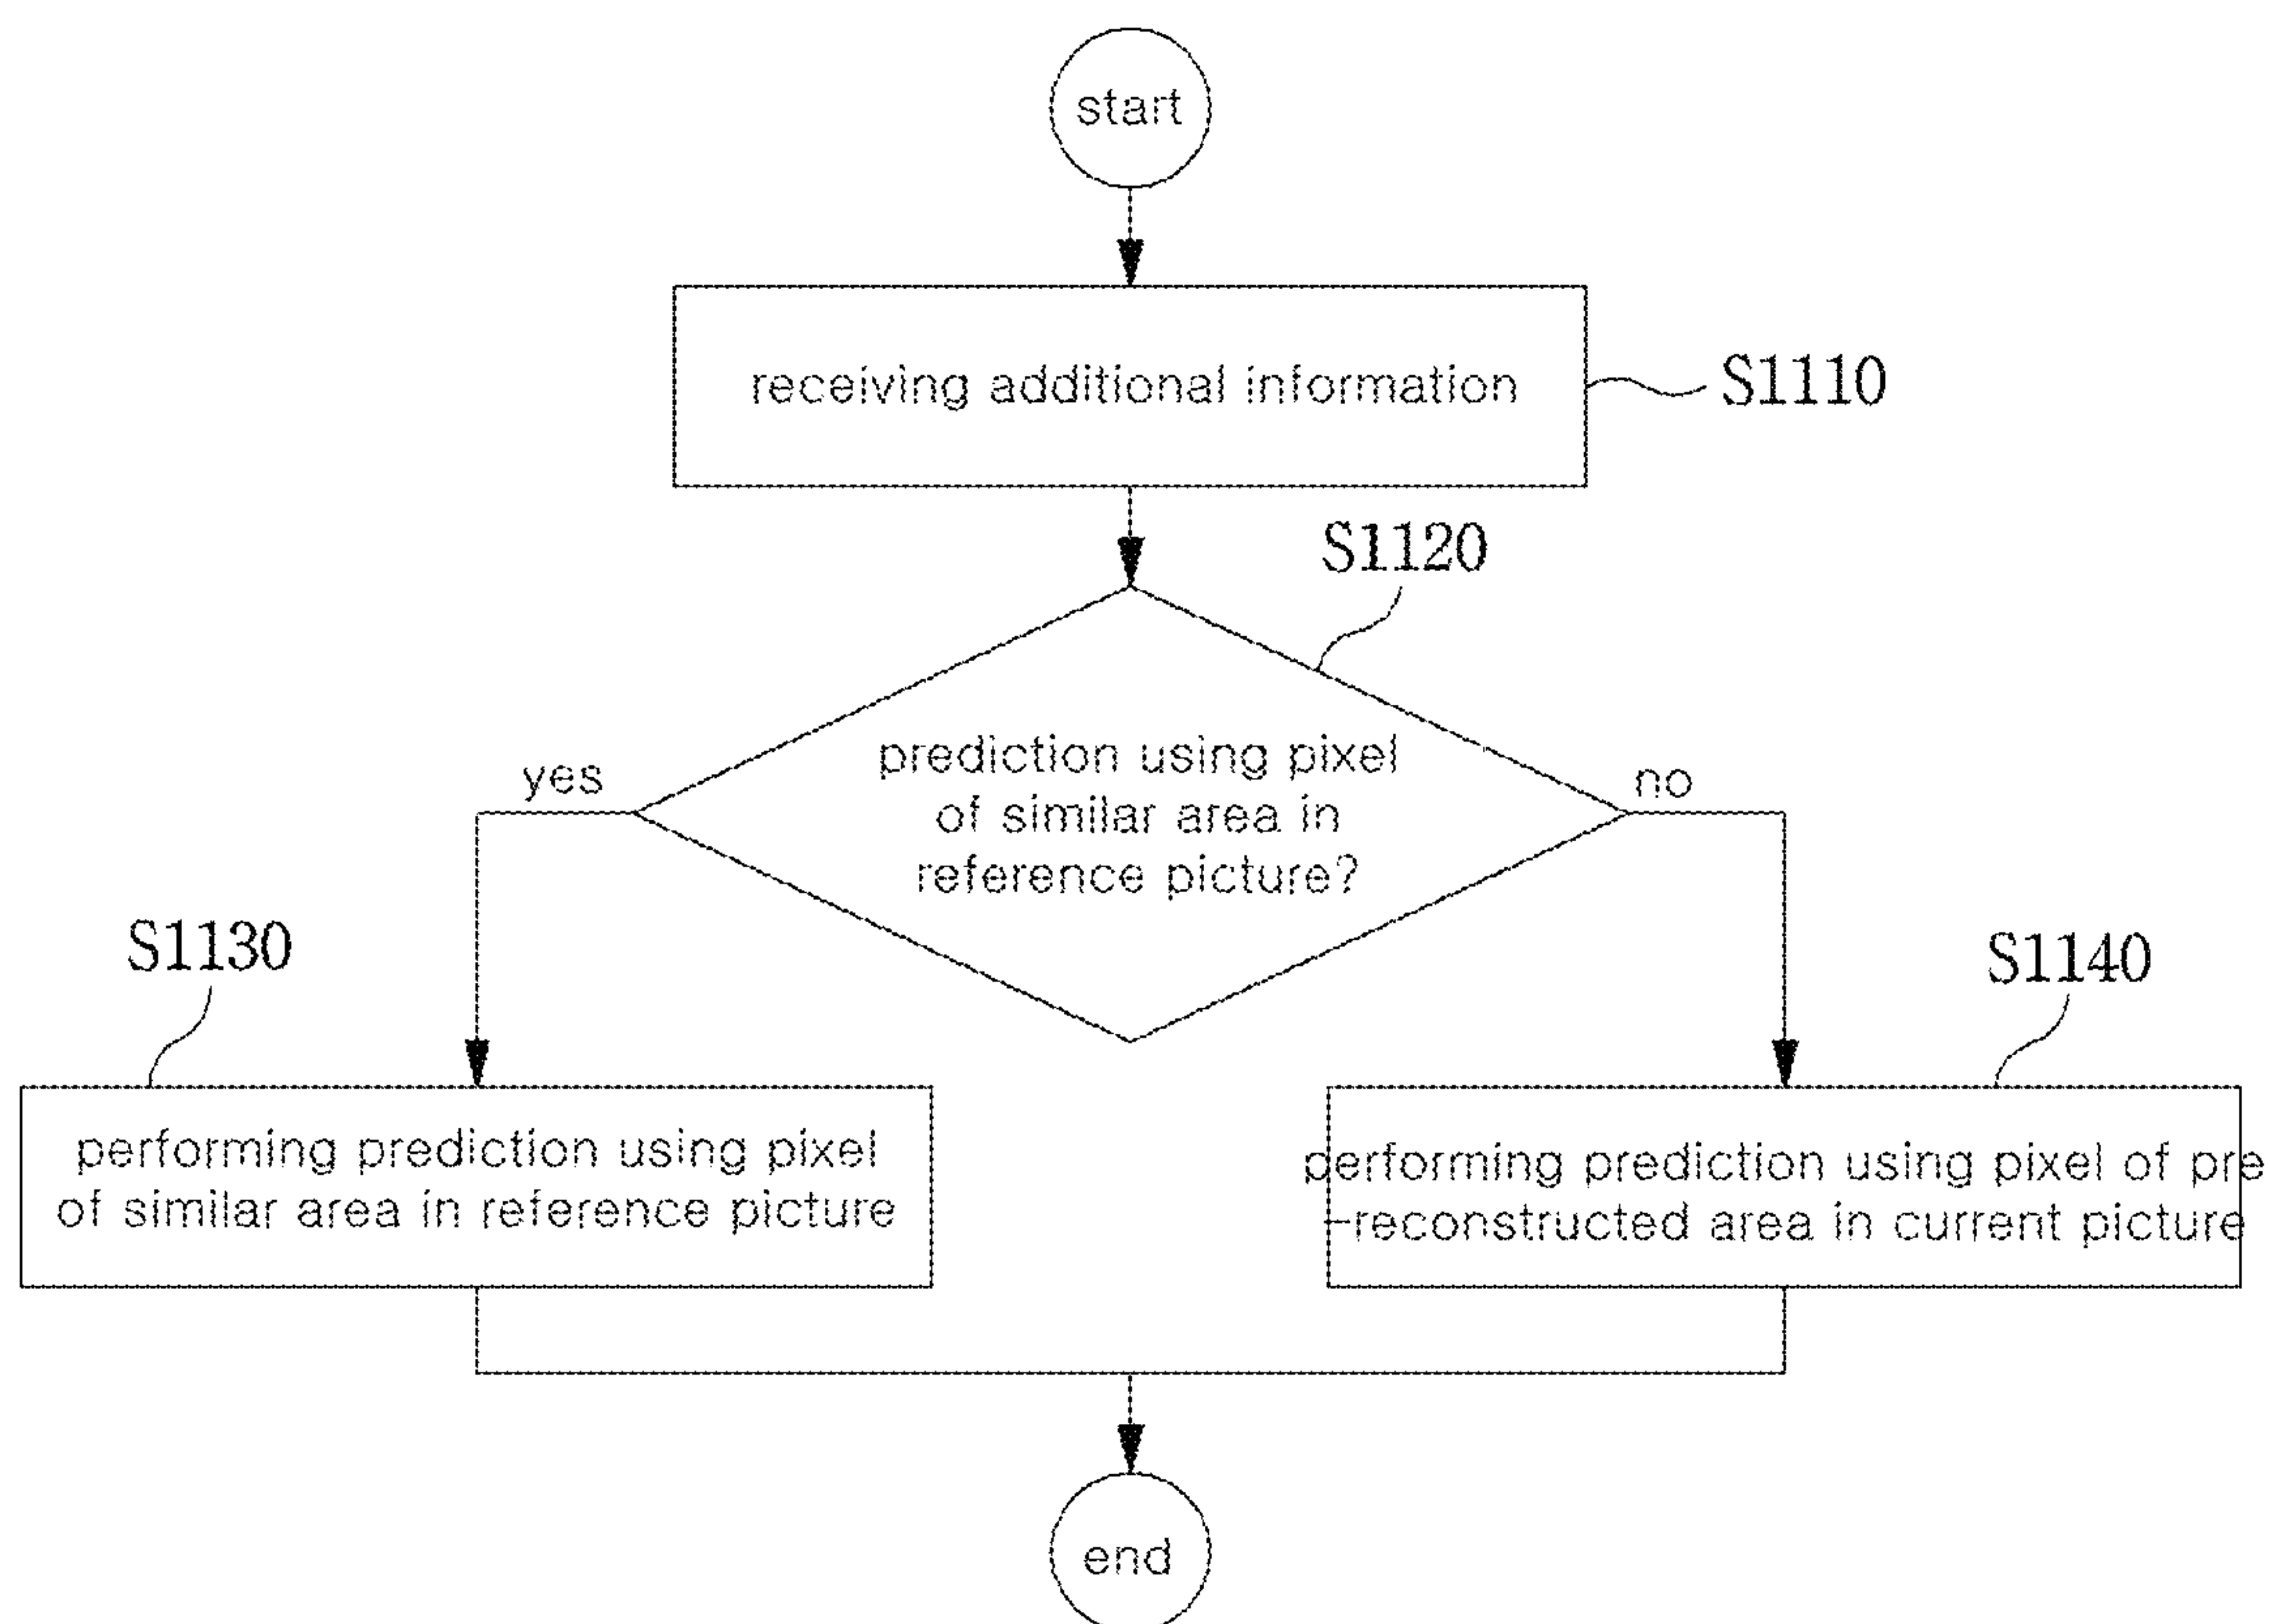 start
receiving additional information
S1110
S1120
prediction using pixel
of similar area in
reference picture?
yes
no
S1130
S1140
performing prediction using pixel
of similar area in reference picture
performing prediction using pixel of pre
-reconstructed area in current picture
end